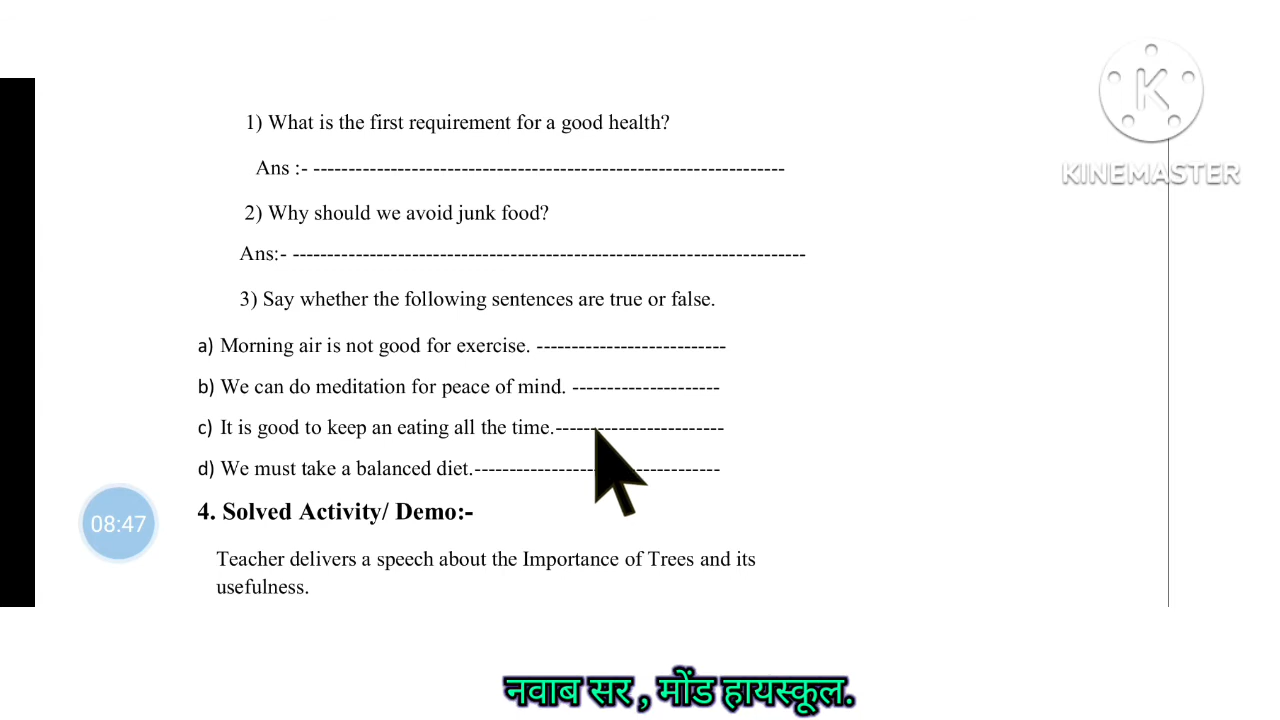 1) What is the first requirement for a good health?
Ans :- -------------------------------------------------------------------
2) Why should we avoid junk food?
Ans:- -------------------------------------------------------------------------
3) Say whether the following sentences are true or false.
a) Morning air is not good for exercise. ---------------------------
b) We can do meditation for peace of mind. ---------------------
c) It is good to keep an eating all the time.------------------------
d) We must take a balanced diet.-----------------------------------
4. Solved Activity/ Demo:-
Teacher delivers a speech about the Importance of Trees and its
usefulness.
08:47
K
KINEMASTER
नवाब सर , मोंड हायस्कूल.